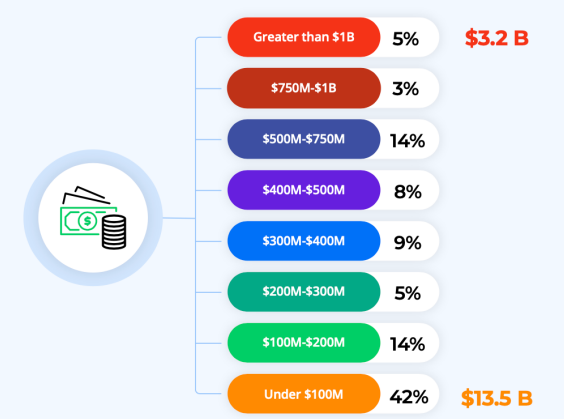 Greater than $1B 5% $3.2 B
$750M-$1B 3%
$500M-$750M 14%
$400M-$500M 8%
$300M-$400M 9%
$200M-$300M 5%
$100M-$200M 14%
Under $100M 42% $13.5 B
$